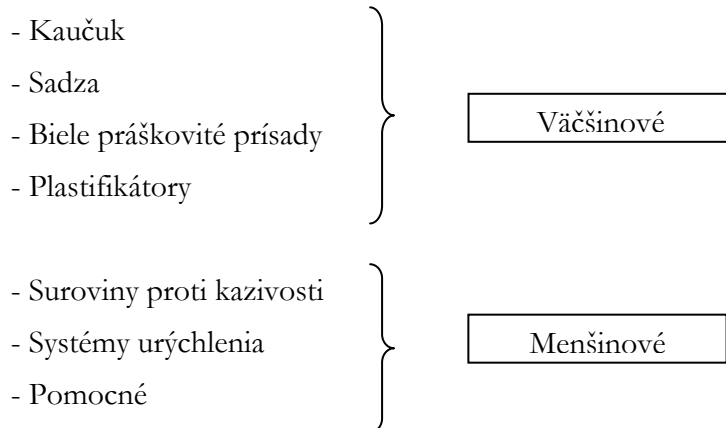 - Kaučuk
- Sadza
- Biele práškovité prísady
- Plastifikátory
Väčšinové
- Suroviny proti kazivosti
- Systémy urýchlenia
- Pomocné
Menšinové